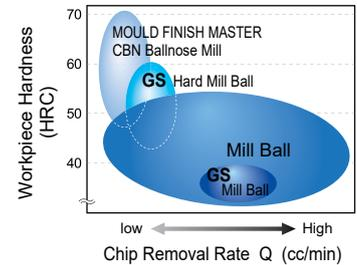 70
60
50
40
Workpiece Hardness
(HRC)
MOULD FINISH MASTER
CBN Ballnose Mill
GS Hard Mill Ball
Mill Ball
GS
Mill Ball
low
High
Chip Removal Rate Q (cc/min)